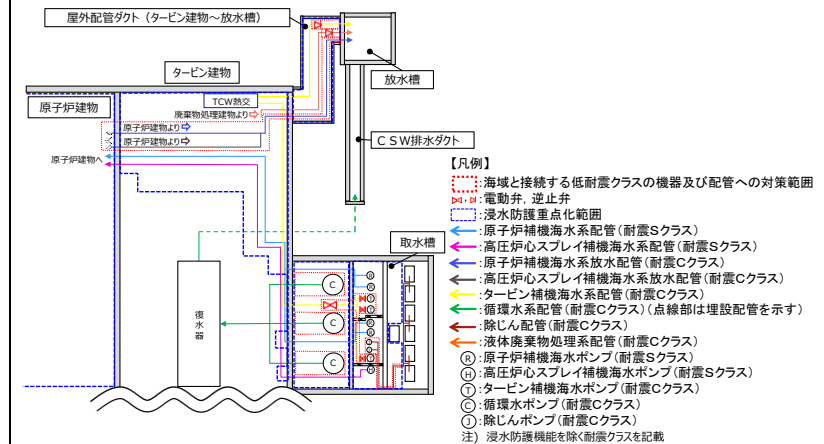 屋外配管ダクト（タービン建物～放水槽）
タービン建物
放水槽
原子炉建物
TCW熱交
廃棄物処理建物より
原子炉建物より
原子炉建物より
原子炉建物へ
CSW排水ダクト
取水槽
復水器
C
C
C
【凡例】
:海域と接続する低耐震クラスの機器及び配管への対策範囲
:電動弁，逆止弁
:浸水防護重点化範囲
:原子炉補機海水系配管(耐震Sクラス)
:高圧炉心スプレイ補機海水系配管(耐震Sクラス)
:原子炉補機海水系放水配管(耐震Cクラス)
:高圧炉心スプレイ補機海水系放水配管(耐震Cクラス)
:タービン補機海水系配管(耐震Cクラス)
:循環水系配管(耐震Cクラス)(点線部は埋設配管を示す)
:除じん配管(耐震Cクラス)
:液体廃棄物処理系配管(耐震Cクラス)
R:原子炉補機海水ポンプ(耐震Sクラス)
H:高圧炉心スプレイ補機海水ポンプ(耐震Sクラス)
T:タービン補機海水ポンプ(耐震Cクラス)
C:循環水ポンプ(耐震Cクラス)
J:除じんポンプ(耐震Cクラス)
注）浸水防護機能を除く耐震クラスを記載